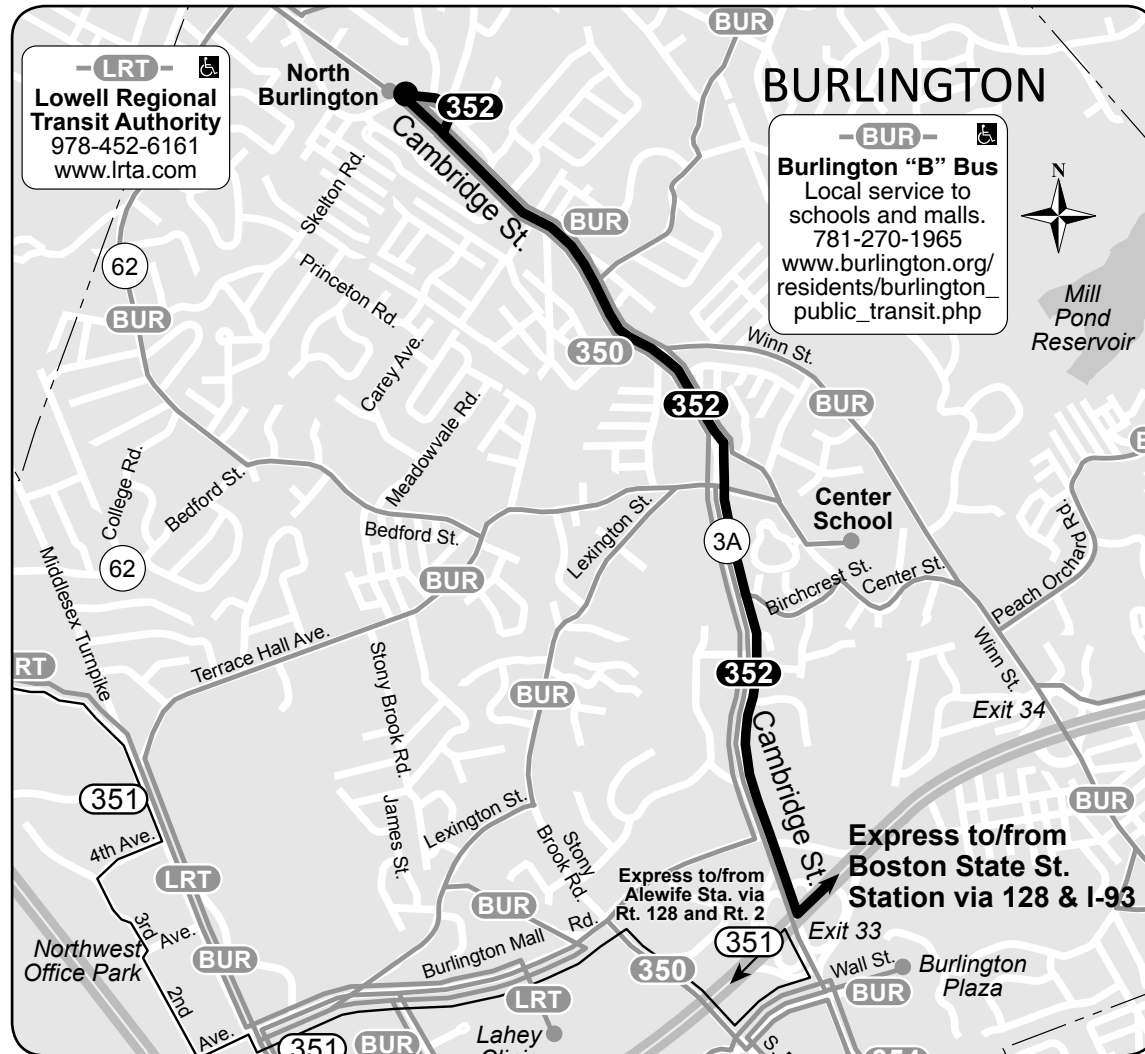 LRT
Lowell Regional
Transit Authority
978-452-6161
www.lrta.com
North
Burlington
352
Cambridge St.
BUR
BURLINGTON
BUR
Burlington “B” Bus
Local service to
schools and malls.
781-270-1965
www.burlington.org/
residents/burlington_
public_transit.php
N
Mill
Pond
Reservoir
Skelton Rd.
BUR
62
BUR
Princeton Rd.
Carey Ave.
Meadowvale Rd.
350
Winn St.
352
BUR
College Rd.
Bedford St.
Bedford St.
62
Lexington St.
Center
School
3A
Birchcrest St.
Center St.
Peach Orchard Rd.
Winn St.
Middlesex Turnpike
BUR
Terrace Hall Ave.
RT
Stony Brook Rd.
BUR
352
Cambridge St.
Exit 34
351
4th Ave.
3rd
Ave.
2nd
Ave.
LRT
James St.
Lexington St.
Stony
Brook Rd.
BUR
Express to/from
Boston State St.
Station via 128 & I-93
Express to/from
Alewife Sta. via
Rt. 128 and Rt. 2
351
Exit 33
BUR
Burlington Mall
Rd.
Northwest
Office Park
BUR
350
Wall St.
BUR
Burlington
Plaza
LRT
Lahey
351
BUR